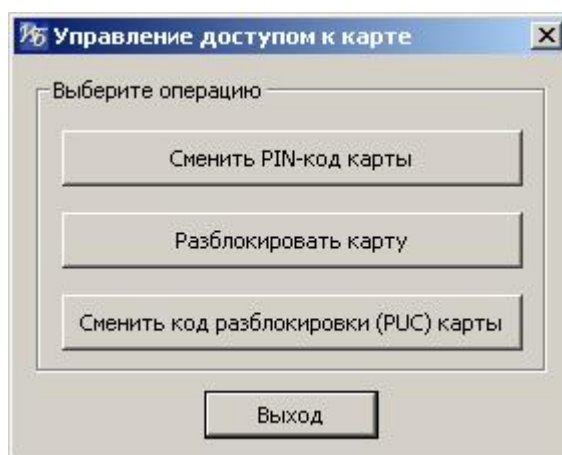 Управление доступом к карте
Выберите операцию
Сменить PIN-код карты
Разблокировать карту
Сменить код разблокировки (PUC) карты
Выход